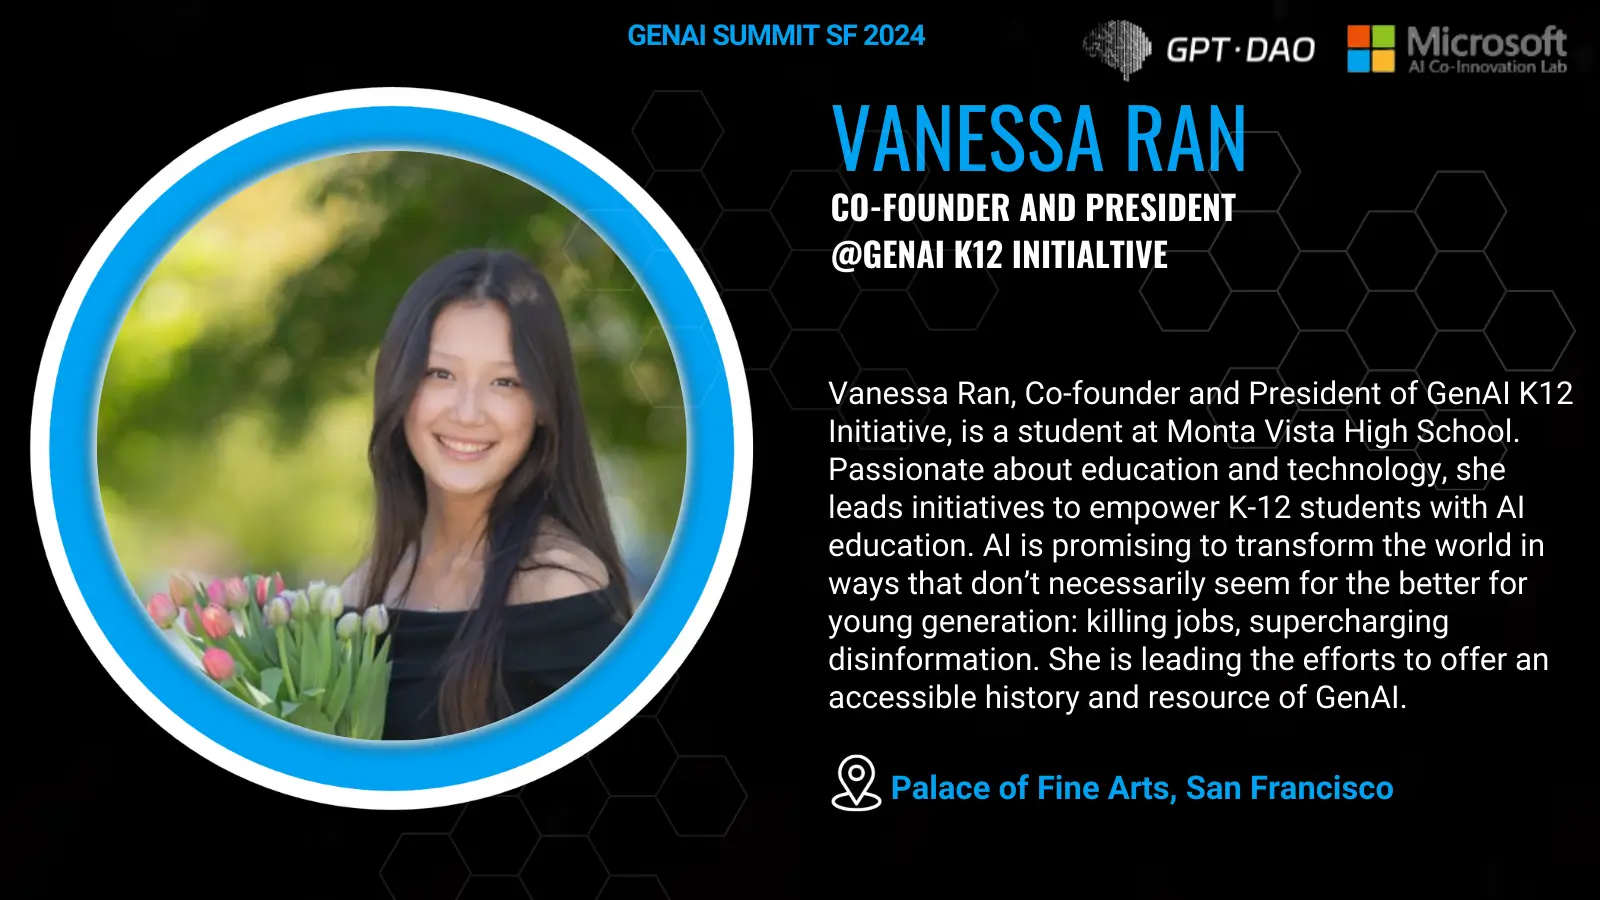 GENAI SUMMIT SF 2024
GPT·DAO
Microsoft
AI Co-Innovation Lab
VANESSA RAN
CO-FOUNDER AND PRESIDENT
@GENAI K12 INITIALTIVE
Vanessa Ran, Co-founder and President of GenAI K12
Initiative, is a student at Monta Vista High School.
Passionate about education and technology, she
leads initiatives to empower K-12 students with AI
education. AI is promising to transform the world in
ways that don’t necessarily seem for the better for
young generation: killing jobs, supercharging
disinformation. She is leading the efforts to offer an
accessible history and resource of GenAI.
Palace of Fine Arts, San Francisco